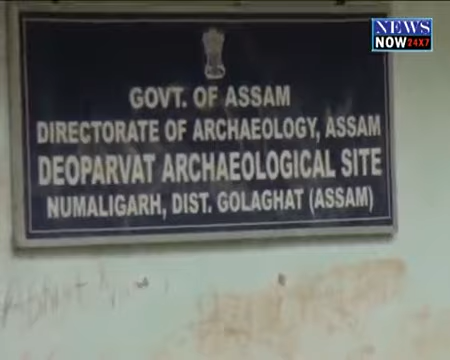 NEWS
NOW 24X7
GOVT. OF ASSAM
DIRECTORATE OF ARCHAEOLOGY, ASSAM
DEOPARVAT ARCHAEOLOGICAL SITE
NUMALIGARH, DIST. GOLAGHAT (ASSAM)